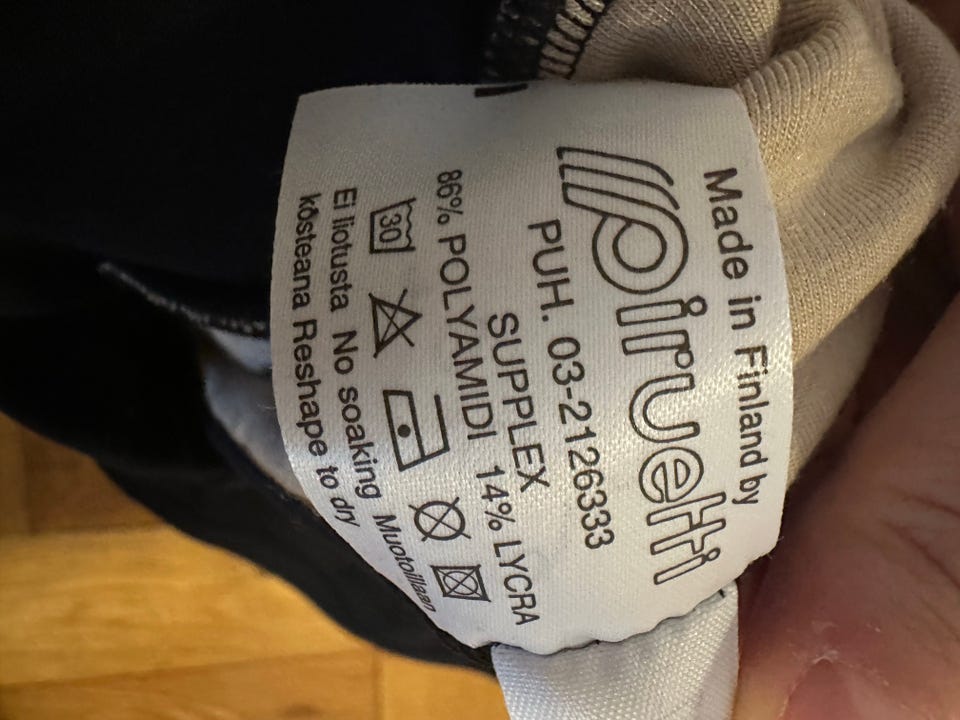 Made in Finland by
piruetti
PUH. 03-2126333
SUPPLEX
86% POLYAMIDI 14% LYCRA
30
Ei liotusta No soaking Muotoillaan
kosteana Reshape to dry